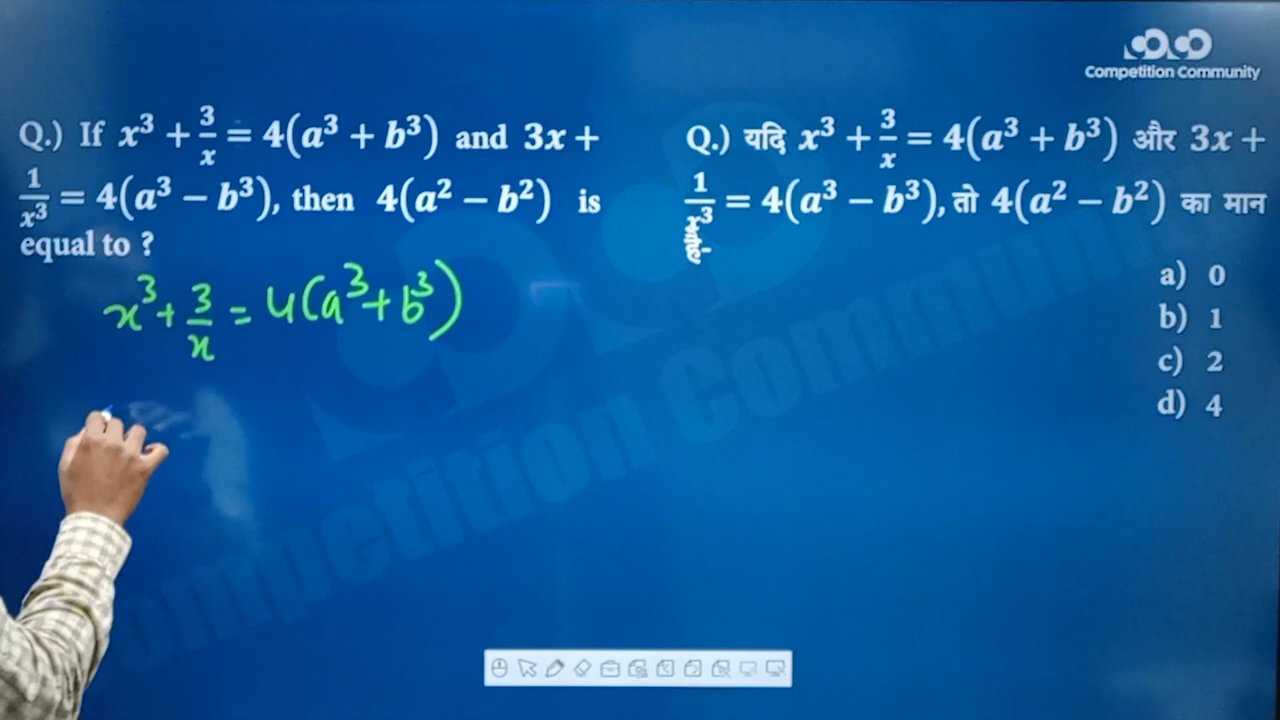 Competition Community
Q.) If x³ + 3/x = 4(a³ + b³) and 3x +
1/x³ = 4(a³ − b³), then 4(a² − b²) is
equal to ?
x³ + 3/x = 4(a³ + b³)
Q.) यदि x³ + 3/x = 4(a³ + b³) और 3x +
1/x³ = 4(a³ − b³), तो 4(a² − b²) का मान
a) 0
b) 1
c) 2
d) 4
Competition Community